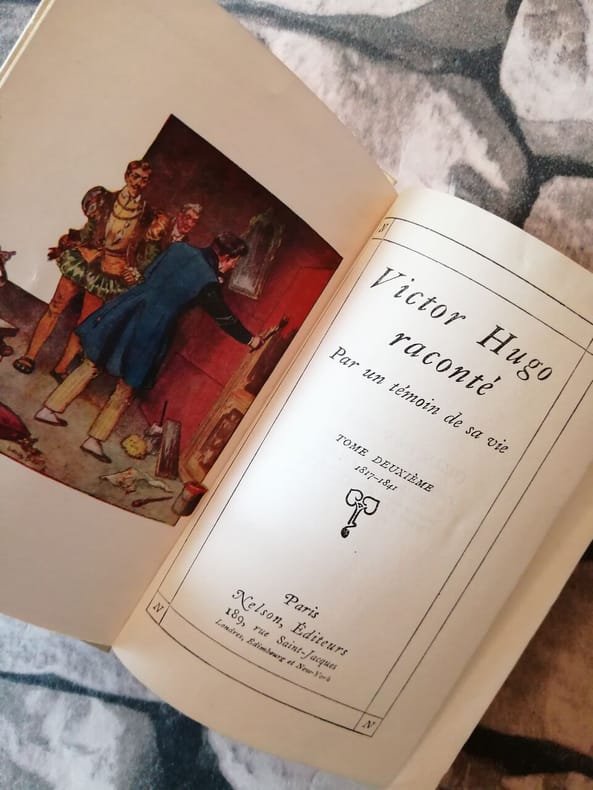 Victor Hugo
raconté
Par un témoin de sa vie
TOME DEUXIÈME
1817-1841
Paris
Nelson, Éditeurs
189, rue Saint-Jacques
Londres, Edimbourg et New-York
N
N
N